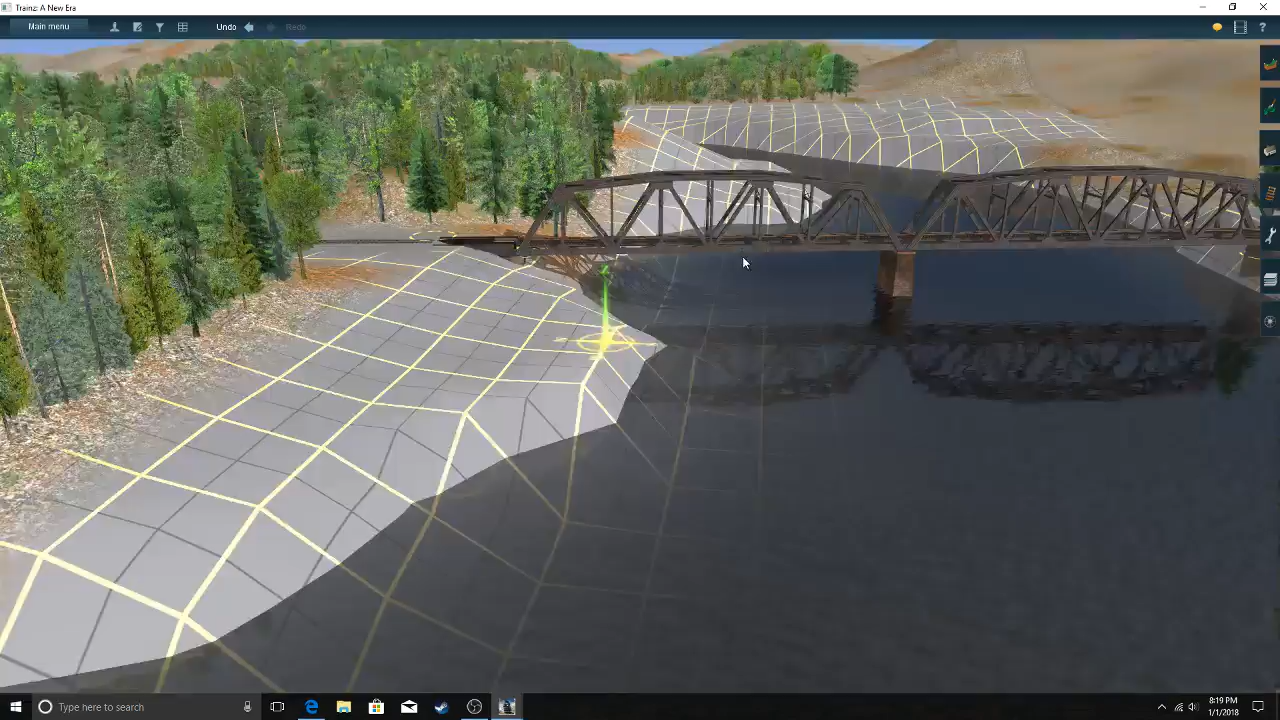 Trainz: A New Era
Main menu
Undo
Redo
?
Type here to search
8:19 PM
1/1/2018